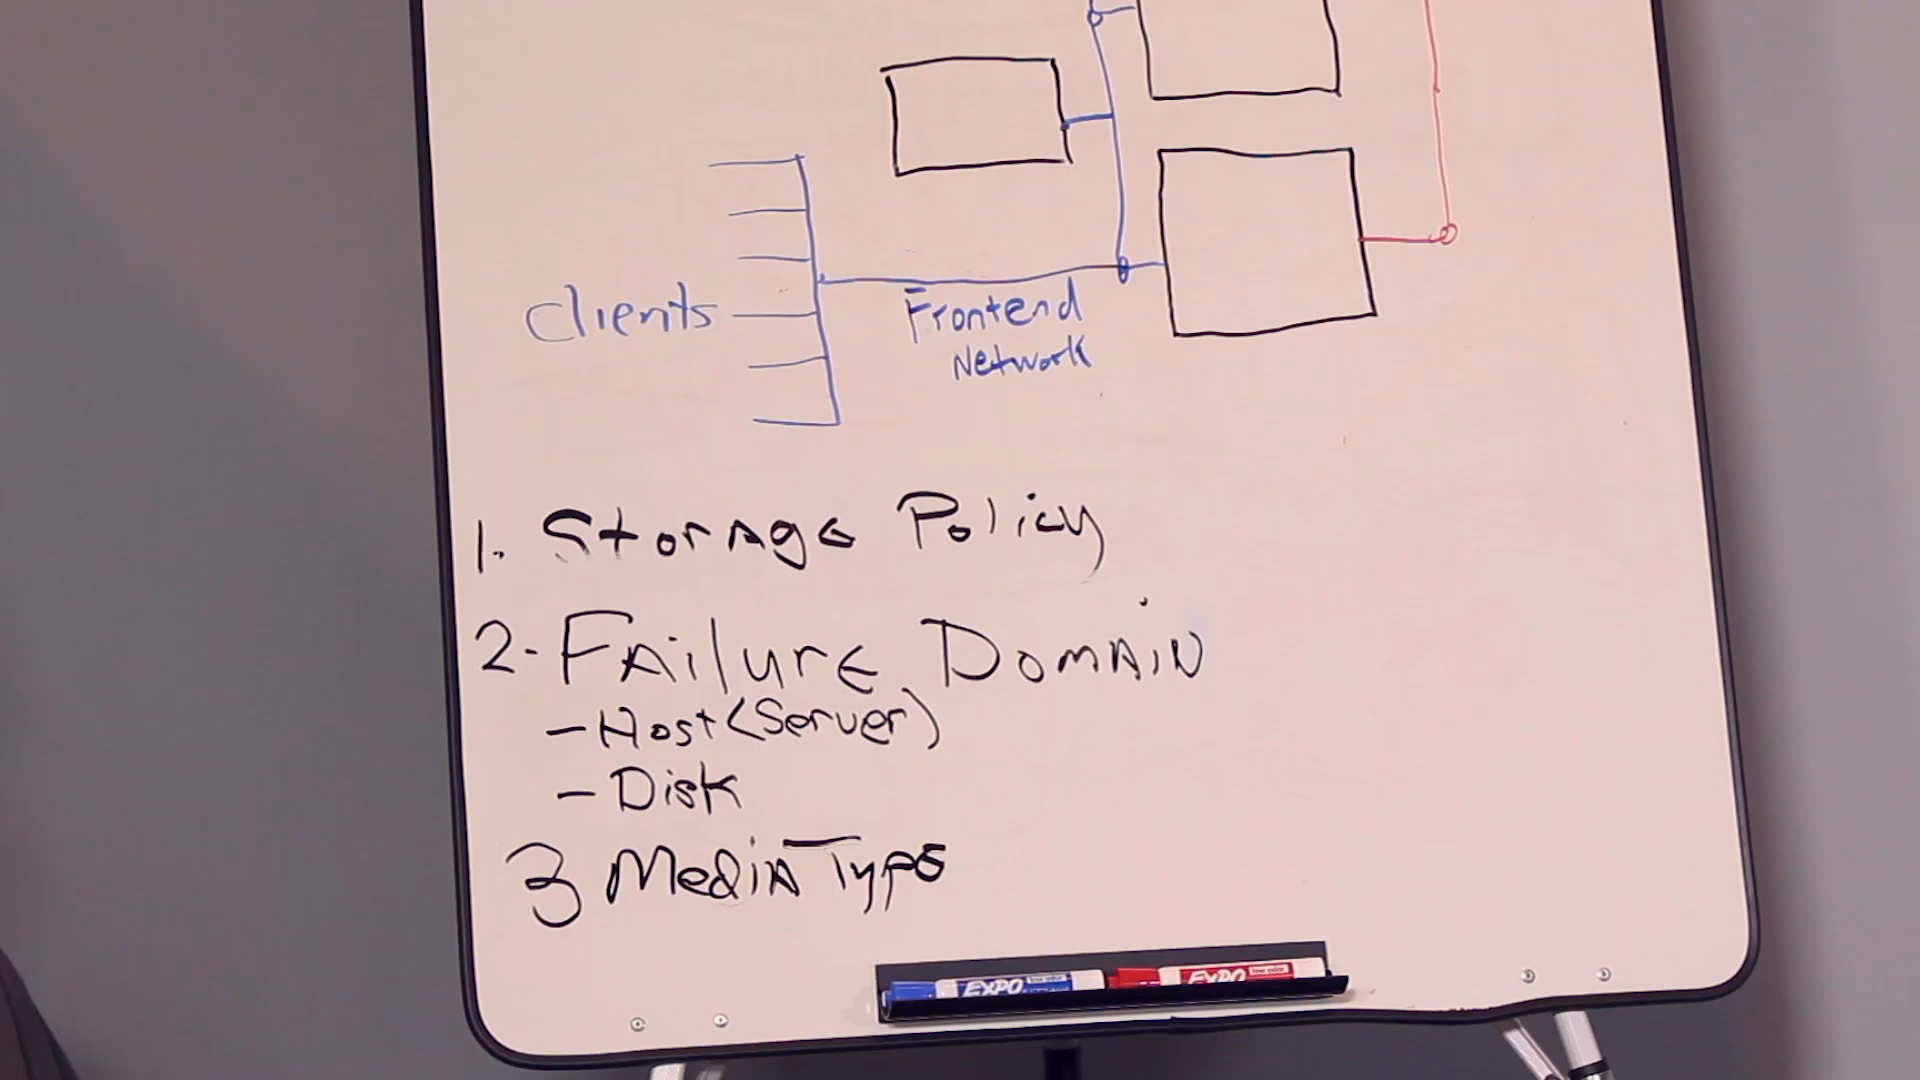 Clients
Frontend
Network
1. Storage Policy
2- Failure Domain
- Host (Server)
- Disk
3 Media Type
EXPO
EXPO